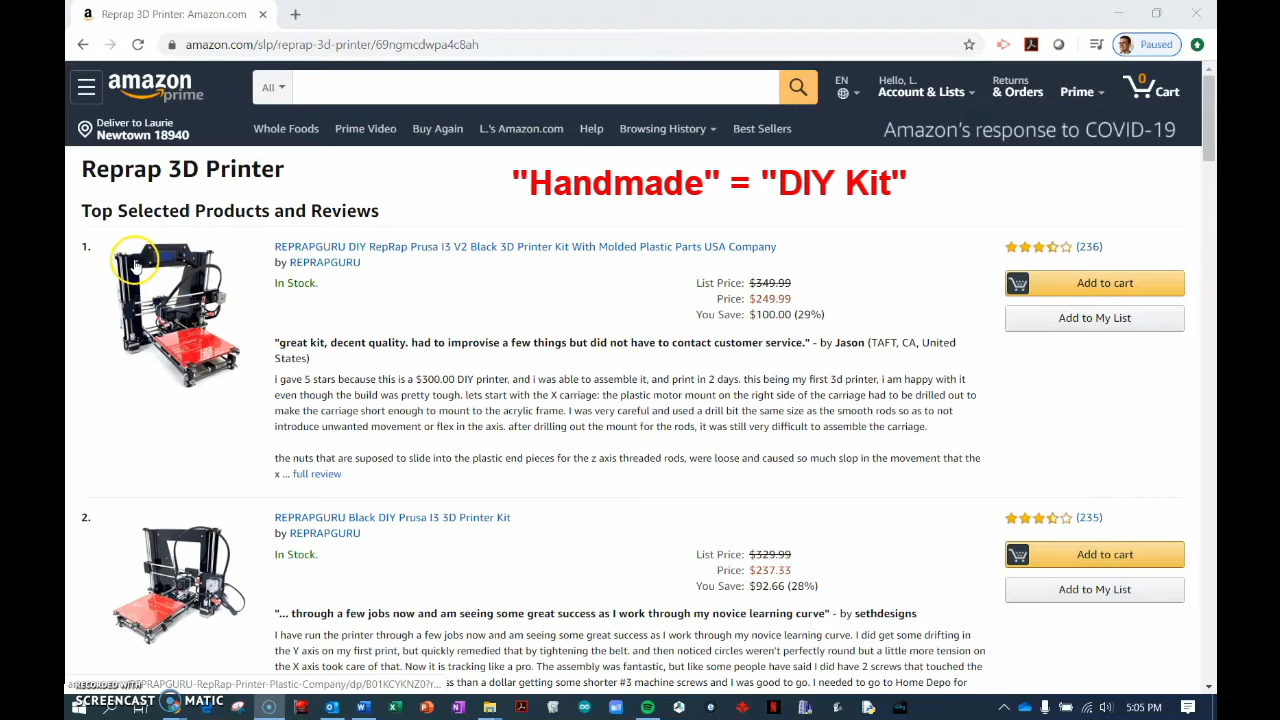 Reprap 3D Printer: Amazon.com
amazon.com/slp/reprap-3d-printer/69ngmcdwpa4c8ah
Paused
amazon prime
All
EN
Hello, L.
Account & Lists
Returns
& Orders
Prime
0
Cart
Deliver to Laurie
Newtown 18940
Whole Foods
Prime Video
Buy Again
L.'s Amazon.com
Help
Browsing History
Best Sellers
Amazon's response to COVID-19
Reprap 3D Printer
"Handmade" = "DIY Kit"
Top Selected Products and Reviews
1.
REPRAPGURU DIY RepRap Prusa I3 V2 Black 3D Printer Kit With Molded Plastic Parts USA Company
by REPRAPGURU
In Stock.
List Price: $349.99
Price: $249.99
You Save: $100.00 (29%)
(236)
Add to cart
Add to My List
"great kit, decent quality. had to improvise a few things but did not have to contact customer service." - by Jason (TAFT, CA, United
States)
i gave 5 stars because this is a $300.00 DIY printer, and i was able to assemble it, and print in 2 days. this being my first 3d printer, i am happy with it
even though the build was pretty tough. lets start with the X carriage: the plastic motor mount on the right side of the carriage had to be drilled out to
make the carriage short enough to mount to the acrylic frame. I was very careful and used a drill bit the same size as the smooth rods so as to not
introduce unwanted movement or flex in the axis. after drilling out the mount for the rods, it was still very difficult to assemble the carriage.
the nuts that are suposed to slide into the plastic end pieces for the z axis threaded rods, were loose and caused so much slop in the movement that the
x ... full review
2.
REPRAPGURU Black DIY Prusa I3 3D Printer Kit
by REPRAPGURU
In Stock.
List Price: $329.99
Price: $237.33
You Save: $92.66 (28%)
(235)
Add to cart
Add to My List
"... through a few jobs now and am seeing some great success as I work through my novice learning curve" - by sethdesigns
I have run the printer through a few jobs now and am seeing some great success as I work through my novice learning curve. I did get some drifting in
the Y axis on my first print, but quickly remedied that by tightening the belt. and then noticed circles weren't perfectly round but a little more tension on
the X axis took care of that. Now it is tracking like a pro. The assembly was fantastic, but like some people have said I did have 2 screws that touched the
ss than a dollar getting some shorter #3 machine screws and I was good to go. I needed to go to Home Depo for
REPRAPGURU-RepRap-Printer-Plastic-Company/dp/B01KCYKNZ0?r...
RECORDED WITH
SCREENCAST MATIC
5:05 PM